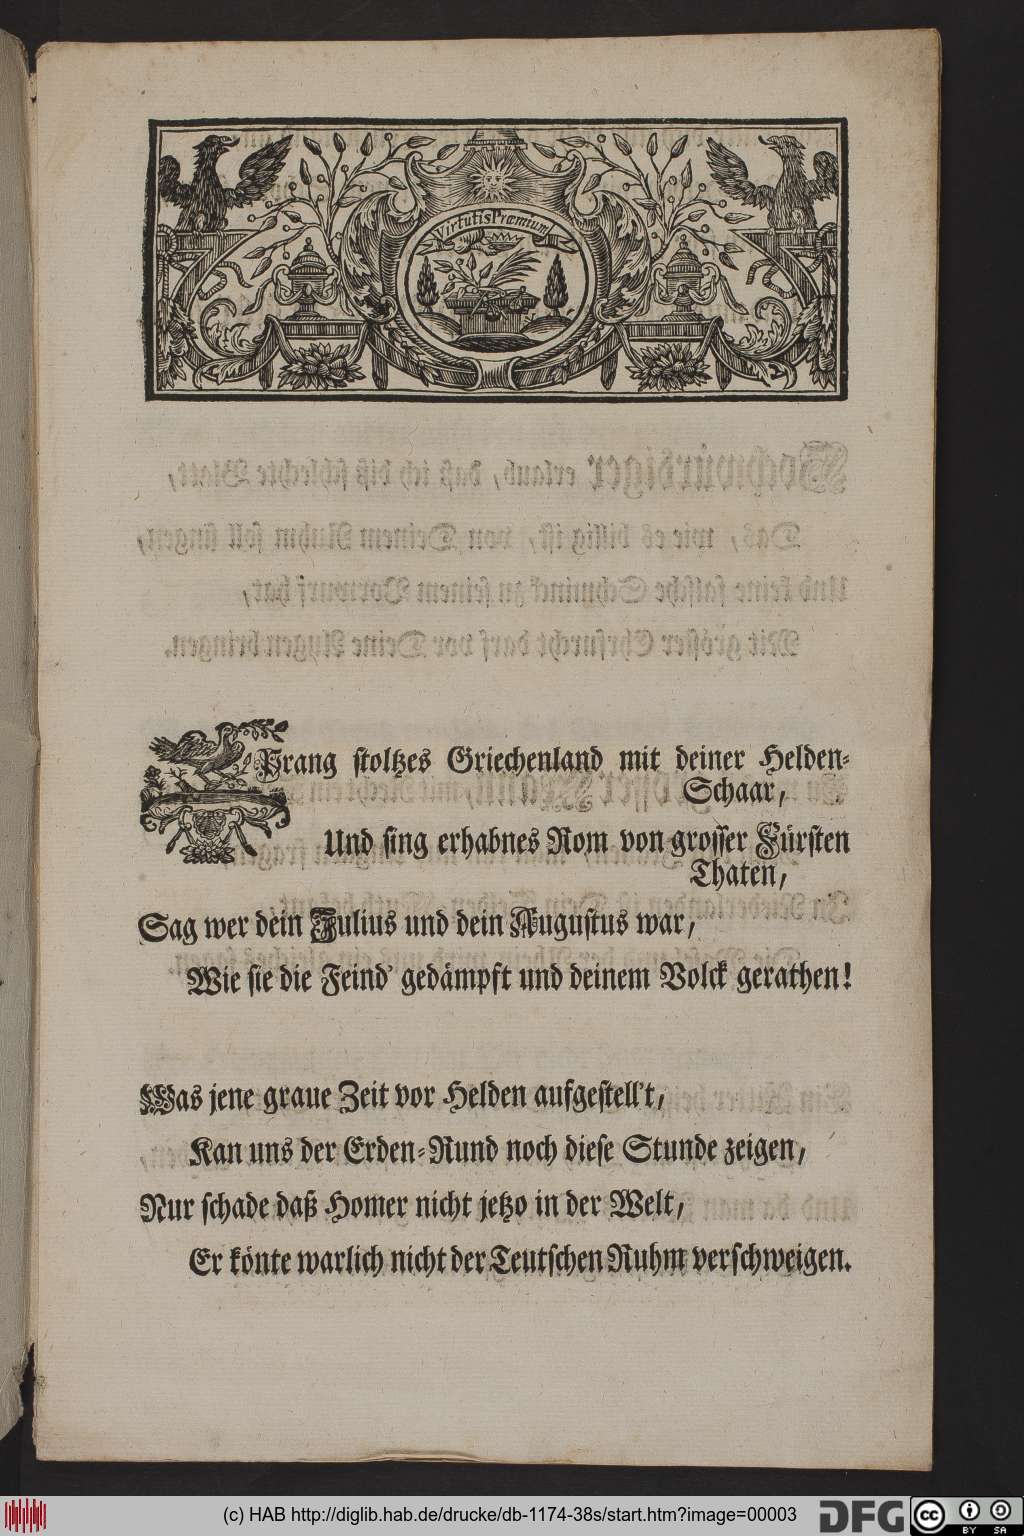 Virtutis Præmium
Prang stoltzes Griechenland mit deiner Helden-
Schaar,
Und sing erhabnes Rom von grosser Fürsten
Thaten,
Sag wer dein Julius und dein Augustus war,
Wie sie die Feind' gedämpft und deinem Volck gerathen!
Was jene graue Zeit vor Helden aufgestell't,
Kan uns der Erden-Rund noch diese Stunde zeigen,
Nur schade daß Homer nicht jetzo in der Welt,
Er könte warlich nicht der Teutschen Ruhm verschweigen.
(c) HAB http://diglib.hab.de/drucke/db-1174-38s/start.htm?image=00003
DFG
cc BY SA